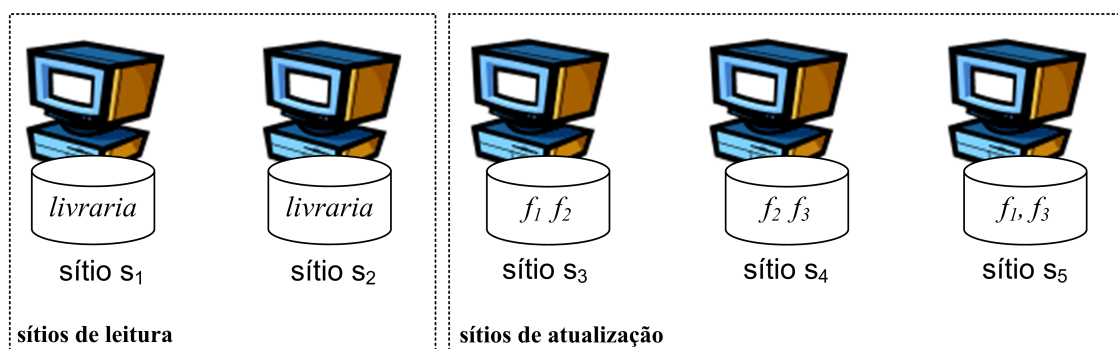 livraria
livraria
f1 f2
f2 f3
f1, f3
sítio s1
sítio s2
sítio s3
sítio s4
sítio s5
sítios de leitura
sítios de atualização